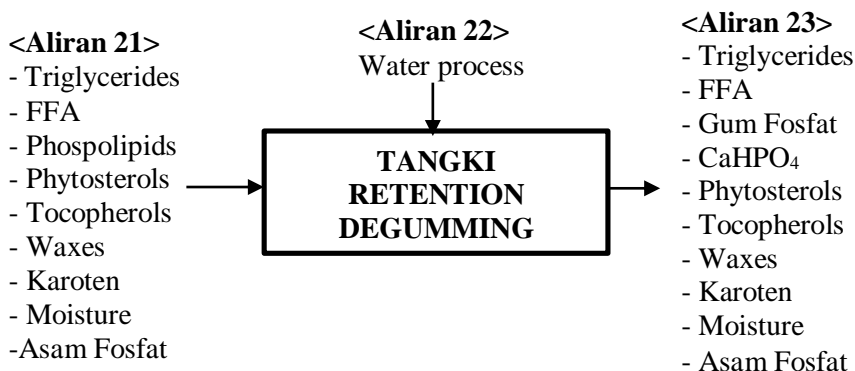 <Aliran 21>
- Triglycerides
- FFA
- Phospolipids
- Phytosterols
- Tocopherols
- Waxes
- Karoten
- Moisture
-Asam Fosfat
<Aliran 22>
Water process
TANGKI
RETENTION
DEGUMMING
<Aliran 23>
- Triglycerides
- FFA
- Gum Fosfat
- CaHPO₄
- Phytosterols
- Tocopherols
- Waxes
- Karoten
- Moisture
- Asam Fosfat